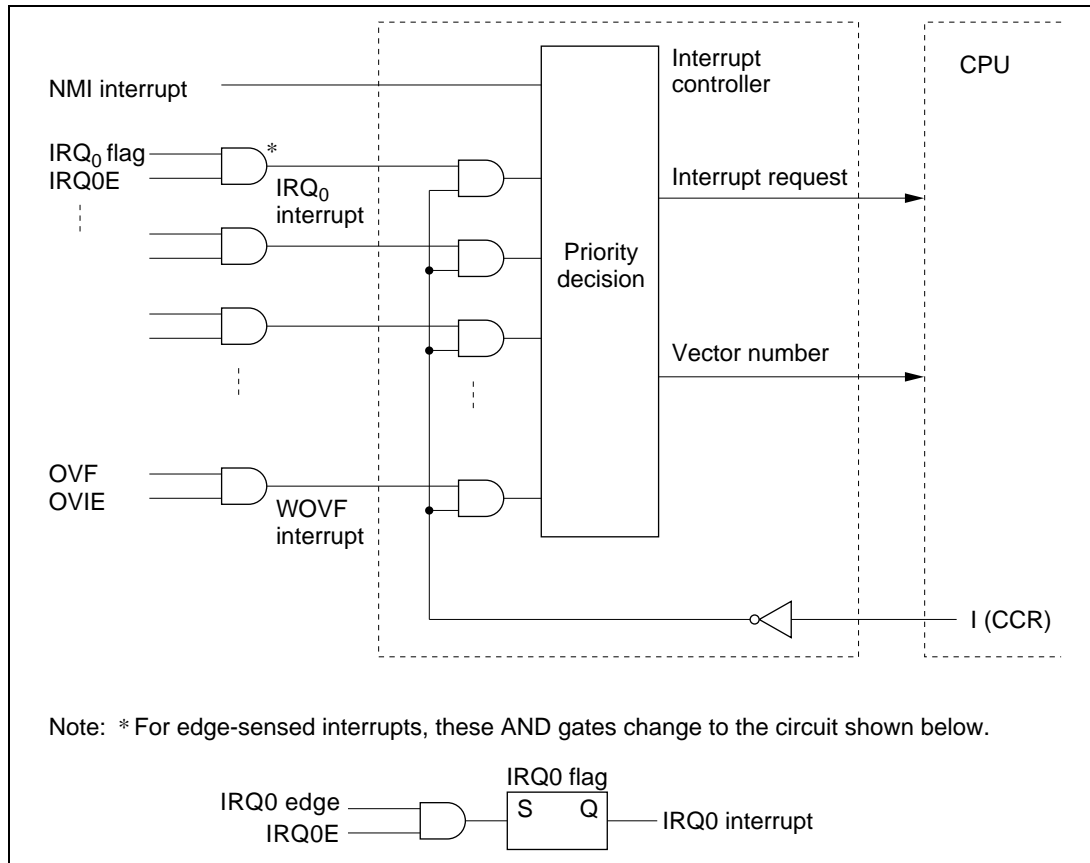 NMI interrupt
Interrupt
controller
CPU
IRQ₀ flag
IRQ0E
*
IRQ₀
interrupt
Interrupt request
Priority
decision
Vector number
OVF
OVIE
WOVF
interrupt
I (CCR)
Note: * For edge-sensed interrupts, these AND gates change to the circuit shown below.
IRQ0 flag
IRQ0 edge
IRQ0E
S Q
IRQ0 interrupt